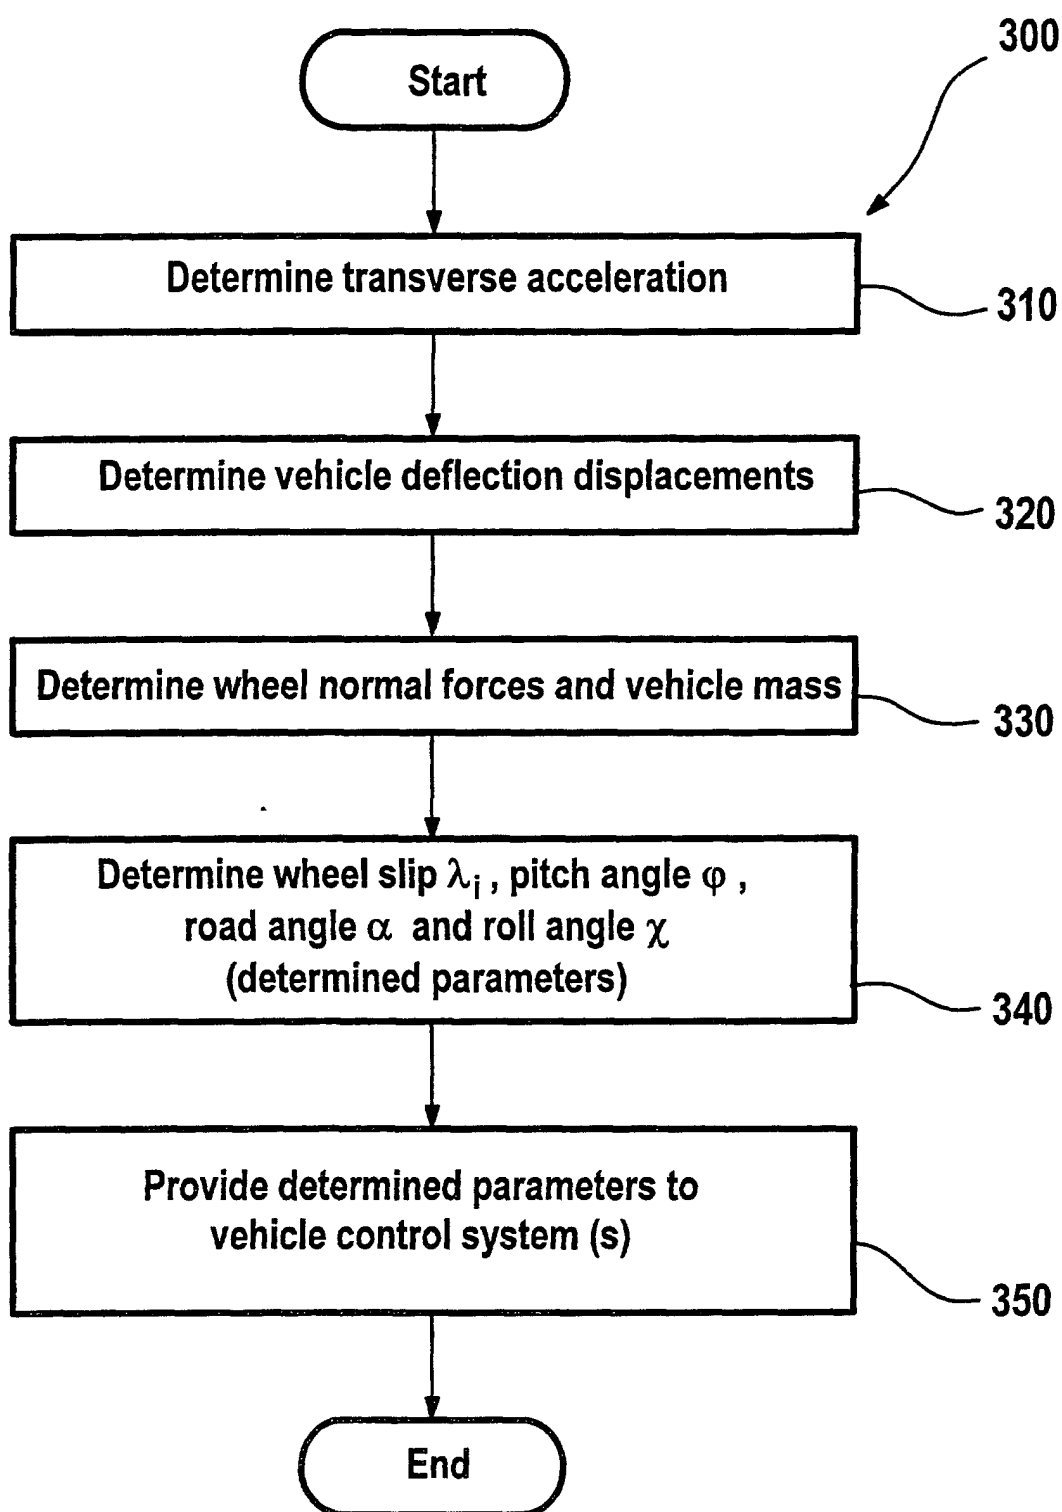 300
Start
Determine transverse acceleration
310
Determine vehicle deflection displacements
320
Determine wheel normal forces and vehicle mass
330
Determine wheel slip λi , pitch angle φ ,
road angle α and roll angle χ
(determined parameters)
340
Provide determined parameters to
vehicle control system (s)
350
End